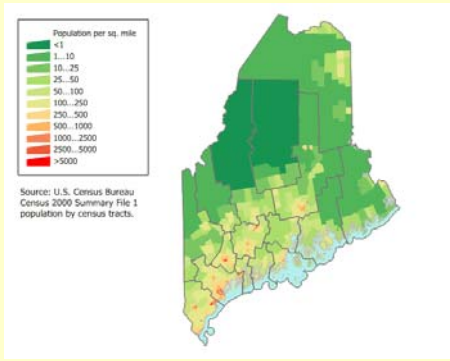 Population per sq. mile
<1
1...10
10...25
25...50
50...100
100...250
250...500
500...1000
1000...2500
2500...5000
>5000
Source: U.S. Census Bureau
Census 2000 Summary File 1
population by census tracts.